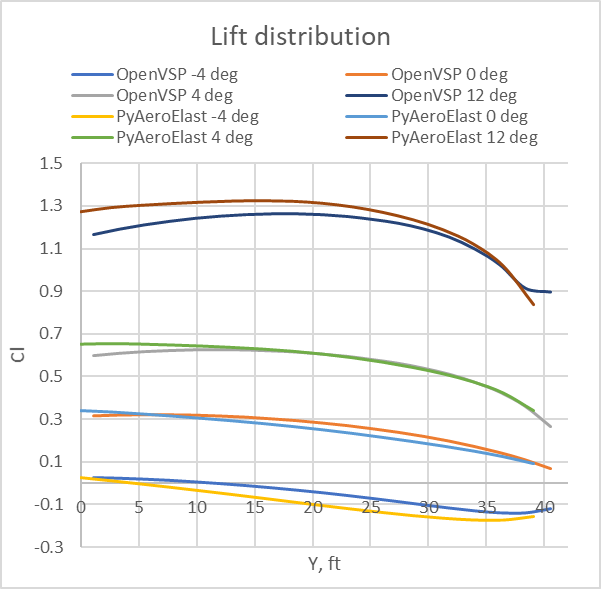 Lift distribution
OpenVSP -4 deg OpenVSP 0 deg
OpenVSP 4 deg OpenVSP 12 deg
PyAeroElast -4 deg PyAeroElast 0 deg
PyAeroElast 4 deg PyAeroElast 12 deg
1.5
1.3
1.1
0.9
0.7
Cl
0.5
0.3
0.1
-0.1
0 5 10 15 20 25 30 35 40
-0.3
Y, ft